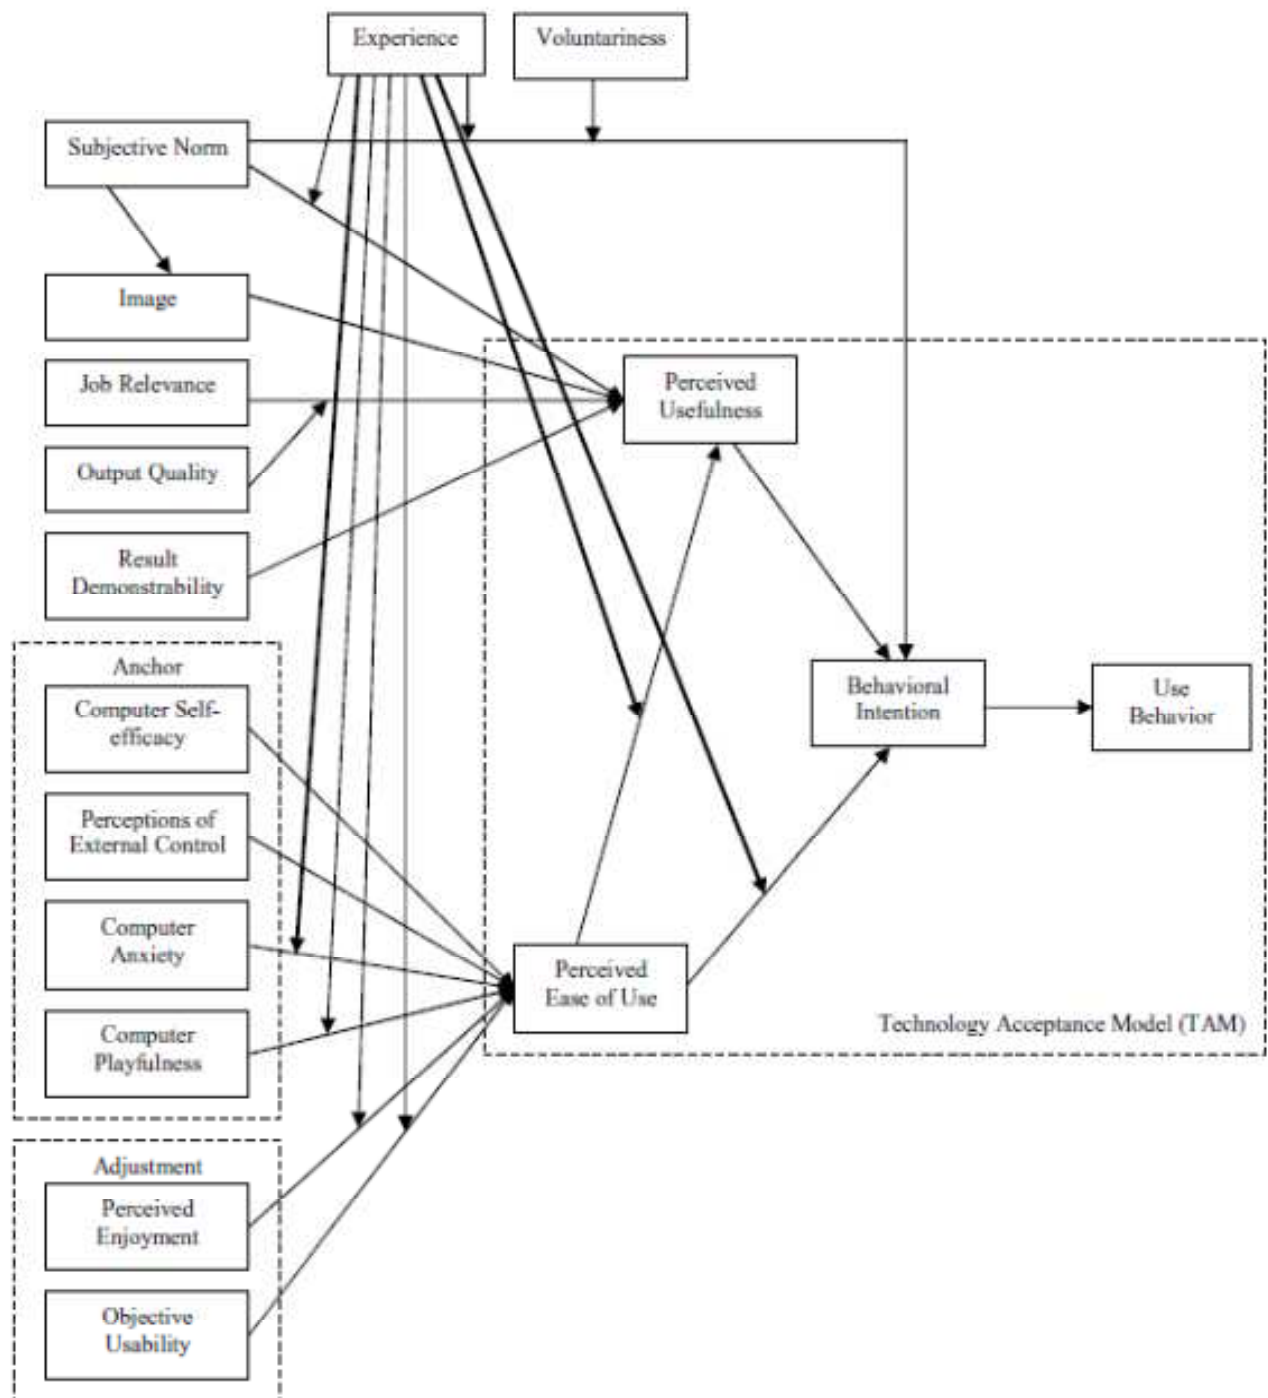 Experience
Voluntariness
Subjective Norm
Image
Job Relevance
Output Quality
Result
Demonstrability
Perceived
Usefulness
Anchor
Computer Self-
efficacy
Perceptions of
External Control
Computer
Anxiety
Computer
Playfulness
Behavioral
Intention
Use
Behavior
Perceived
Ease of Use
Technology Acceptance Model (TAM)
Adjustment
Perceived
Enjoyment
Objective
Usability